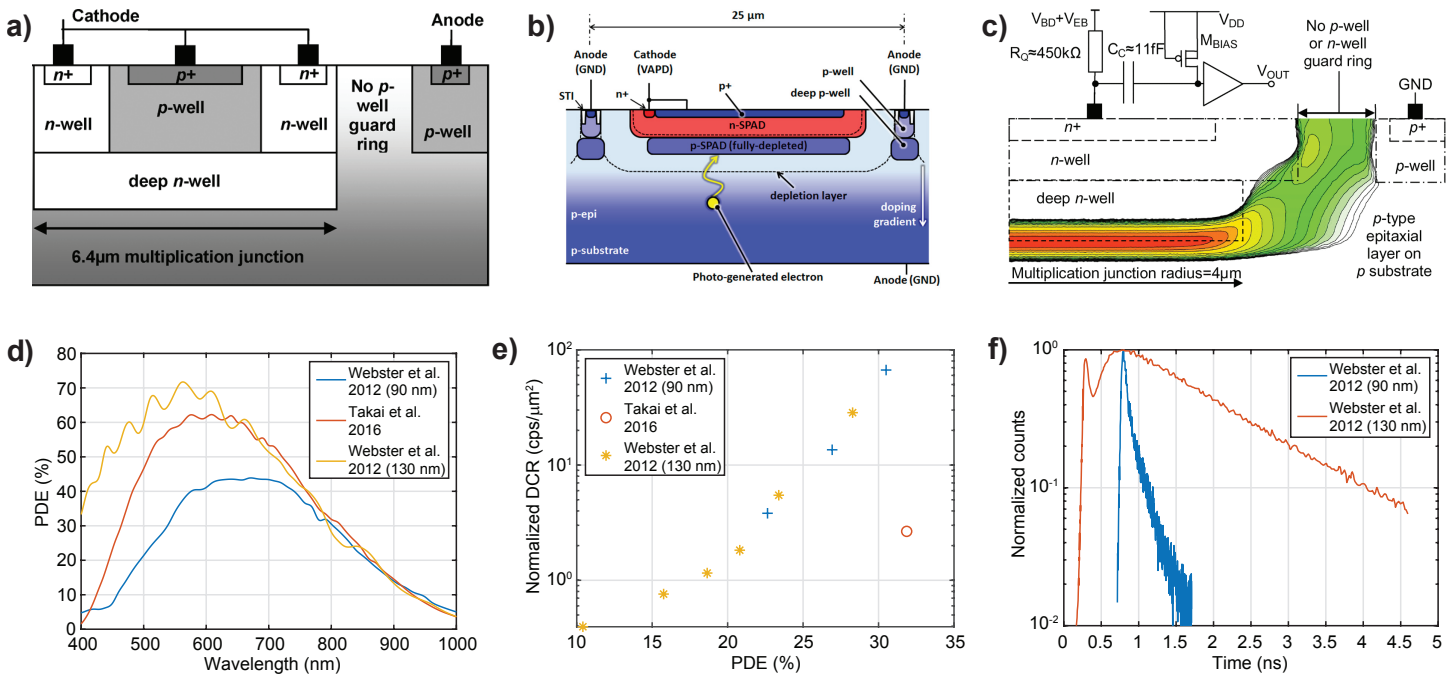 a)
Cathode
Anode
n+
p+
n+
p+
n-well
p-well
n-well
No p-
well
guard
ring
p-well
deep n-well
6.4µm multiplication junction
b)
25 µm
Anode
(GND)
Cathode
(VAPD)
Anode
(GND)
p-well
deep p-well
p+
n+
STI
n-SPAD
p-SPAD (fully-depleted)
depletion layer
p-epi
doping
gradient
p-substrate
Photo-generated electron
Anode (GND)
c)
VBD+VEB
VDD
No p-well
or
n-well
guard ring
RQ≈450kΩ
CC≈11fF
MBIAS
VOUT
GND
n+
p+
n-well
p-well
deep n-well
p-type
epitaxial
layer on
p substrate
Multiplication junction radius=4µm
d)
80
70
60
50
40
30
20
10
0
PDE (%)
Webster et al.
2012 (90 nm)
Takai et al.
2016
Webster et al.
2012 (130 nm)
400 500 600 700 800 900 1000
Wavelength (nm)
e)
10²
10¹
10⁰
Normalized DCR (cps/µm²)
Webster et al.
2012 (90 nm)
Takai et al.
2016
Webster et al.
2012 (130 nm)
10 15 20 25 30 35
PDE (%)
f)
10⁰
10⁻¹
10⁻²
Normalized counts
Webster et al.
2012 (90 nm)
Webster et al.
2012 (130 nm)
0 0.5 1 1.5 2 2.5 3 3.5 4 4.5 5
Time (ns)